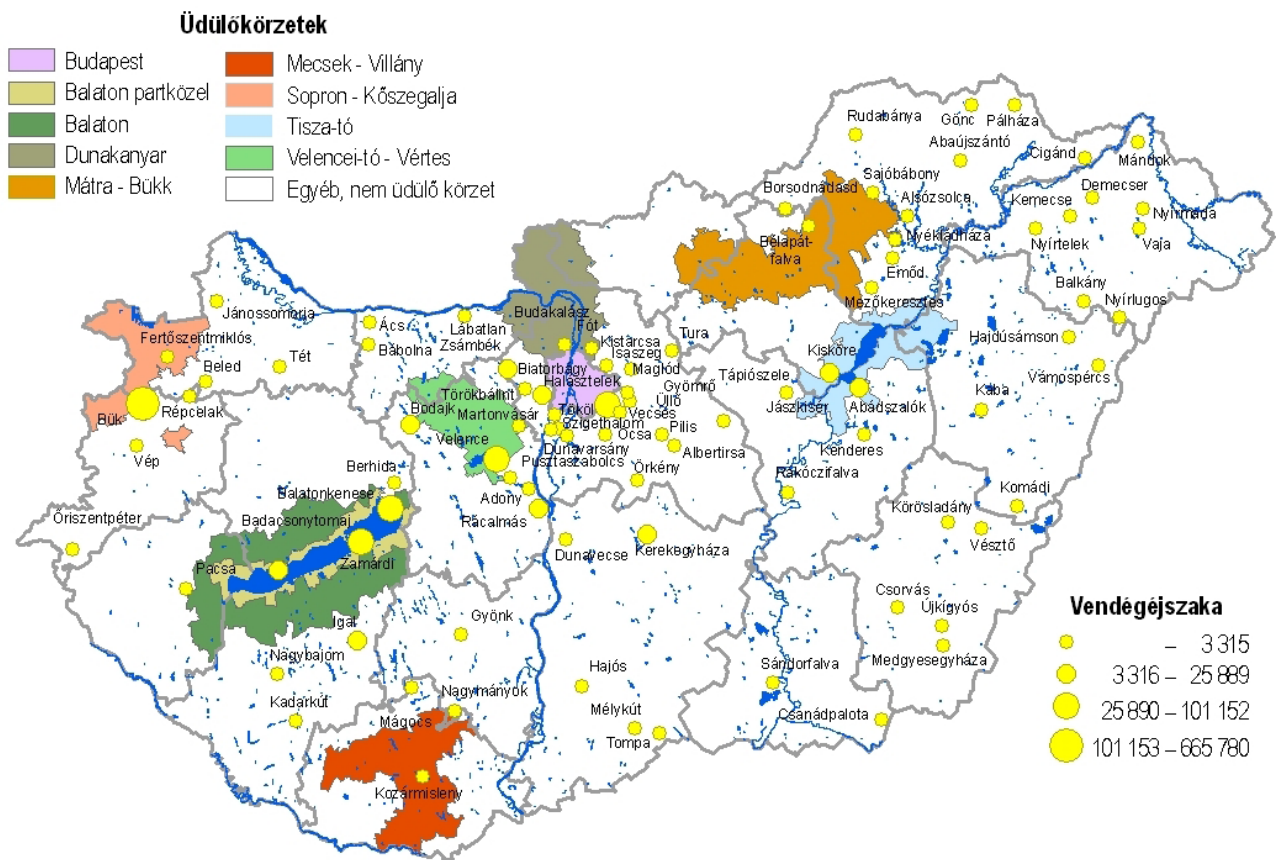 Üdülőkörzetek
Budapest
Balaton partközel
Balaton
Dunakanyar
Mátra - Bükk
Mecsek - Villány
Sopron - Kőszegalja
Tisza-tó
Velencei-tó - Vértes
Egyéb, nem üdülő körzet
Rudabánya
Gönc
Pálháza
Abaújszántó
Cigánd
Mándok
Sajóbábony
Borsodnádasd
Alsózsolca
Kemecse
Demecser
Nyírmada
Bélapát-
falva
Nyékládháza
Nyírtelek
Vaja
Emőd
Mezőkeresztes
Balkány
Nyírlugos
Jánossomorja
Ács
Lábatlan
Budakalász
Fót
Tura
Hajdúsámson
Fertőszentmiklós
Bábolna
Zsámbék
Kistarcsa
Isaszeg
Kisköre
Vámospércs
Beled
Tét
Biatorbágy
Halásztelek
Maglód
Gyömrő
Tápiószele
Jászkisér
Abádszalók
Kaba
Bük
Répcelak
Törökbálint
Bodajk
Martonvásár
Tököl
Üllő
Vecsés
Szigethalom
Ócsa
Pilis
Kenderes
Vép
Velence
Dunavarsány
Albertirsa
Berhida
Pusztaszabolcs
Örkény
Rákóczifalva
Balatonkenese
Adony
Komádi
Őriszentpéter
Badacsonytomaj
Rácalmás
Körösladány
Zamárdi
Dunavecse
Kerekegyháza
Vésztő
Pacsa
Csorvás
Újkígyós
Igal
Gyönk
Medgyesegyháza
Nagybajom
Hajós
Sándorfalva
Kadarkút
Nagymányok
Mágocs
Mélykút
Csanádpalota
Tompa
Kozármisleny
Vendégéjszaka
– 3 315
3 316 – 25 889
25 890 – 101 152
101 153 – 665 780